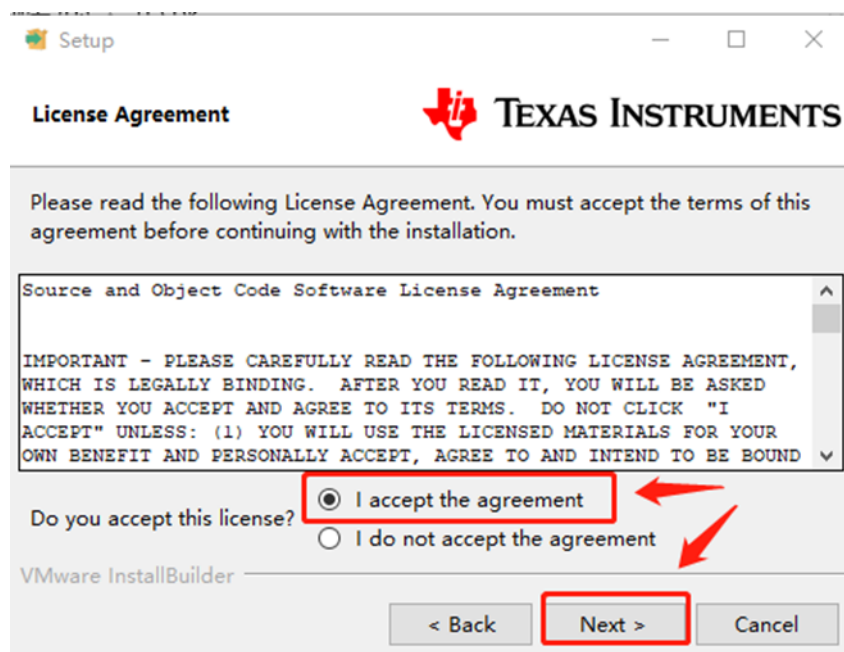 Setup
License Agreement
TEXAS INSTRUMENTS
Please read the following License Agreement. You must accept the terms of this
agreement before continuing with the installation.
Source and Object Code Software License Agreement
IMPORTANT - PLEASE CAREFULLY READ THE FOLLOWING LICENSE AGREEMENT,
WHICH IS LEGALLY BINDING.  AFTER YOU READ IT, YOU WILL BE ASKED
WHETHER YOU ACCEPT AND AGREE TO ITS TERMS.  DO NOT CLICK  "I
ACCEPT" UNLESS: (1) YOU WILL USE THE LICENSED MATERIALS FOR YOUR
OWN BENEFIT AND PERSONALLY ACCEPT, AGREE TO AND INTEND TO BE BOUND
Do you accept this license?
I accept the agreement
I do not accept the agreement
VMware InstallBuilder
< Back
Next >
Cancel